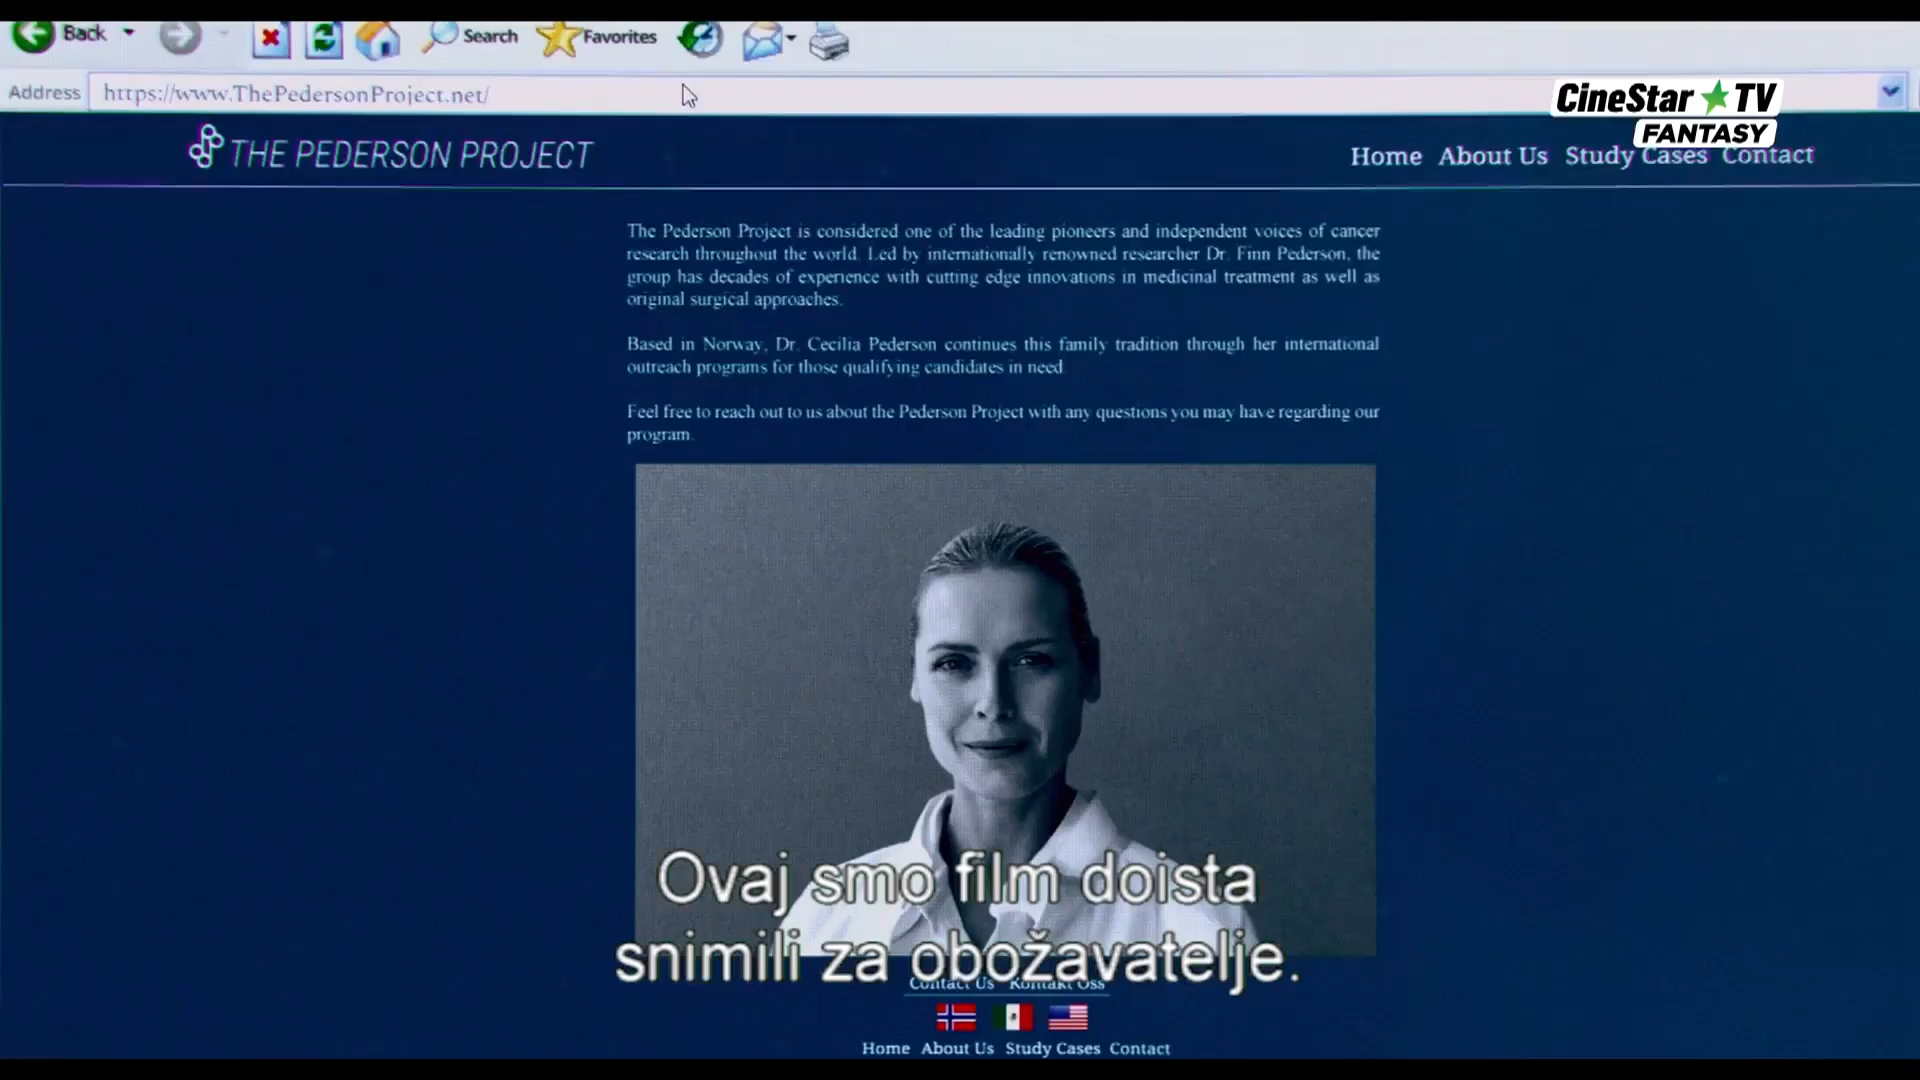 Back
Search
Favorites
Address
https://www.ThePedersonProject.net/
CineStar TV
FANTASY
THE PEDERSON PROJECT
Home About Us Study Cases Contact
The Pederson Project is considered one of the leading pioneers and independent voices of cancer
research throughout the world. Led by internationally renowned researcher Dr. Finn Pederson, the
group has decades of experience with cutting edge innovations in medicinal treatment as well as
original surgical approaches.
Based in Norway, Dr. Cecilia Pederson continues this family tradition through her international
outreach programs for those qualifying candidates in need
Feel free to reach out to us about the Pederson Project with any questions you may have regarding our
program.
Ovaj smo film doista
snimili za obožavatelje.
Contact Us Kontakt Oss
Home About Us Study Cases Contact